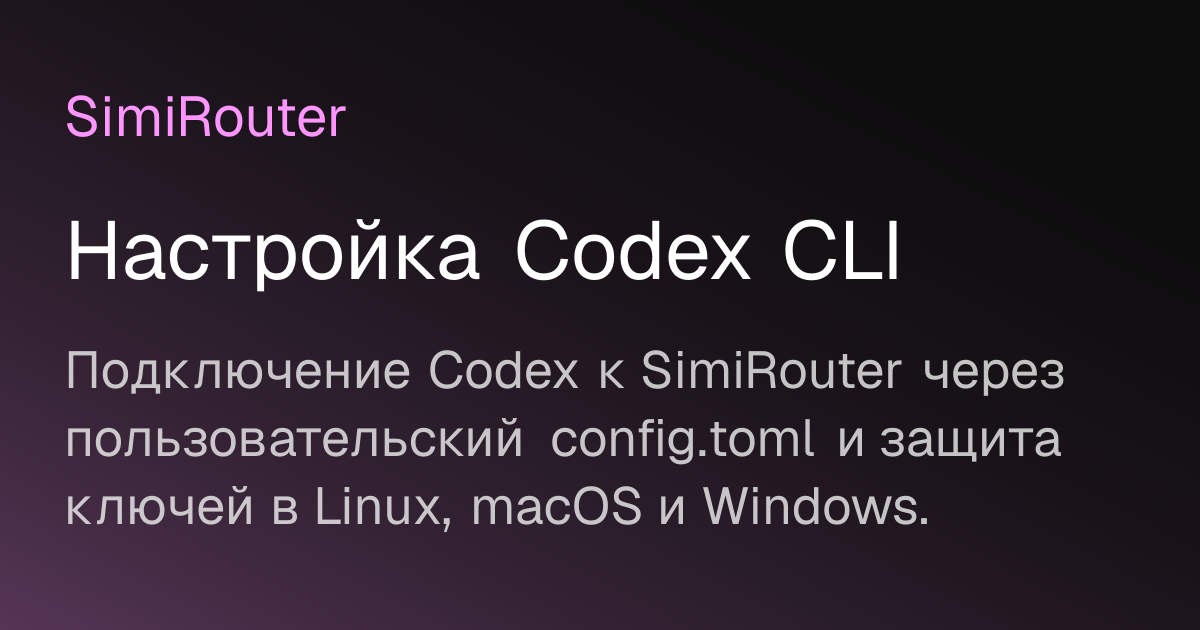 SimiRouter
Настройка Codex CLI
Подключение Codex к SimiRouter через
пользовательский config.toml и защита
ключей в Linux, macOS и Windows.